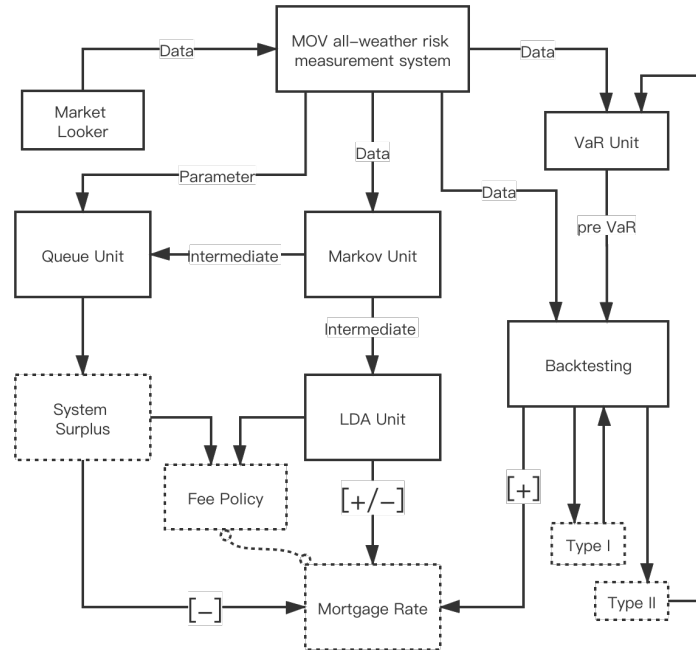 MOV all-weather risk
measurement system
Data
Data
Market
Looker
VaR Unit
Data
Parameter
Data
pre VaR
Queue Unit
Intermediate
Markov Unit
Intermediate
Backtesting
System
Surplus
LDA Unit
Fee Policy
[+/-]
[+]
Type I
Type II
[-]
Mortgage Rate